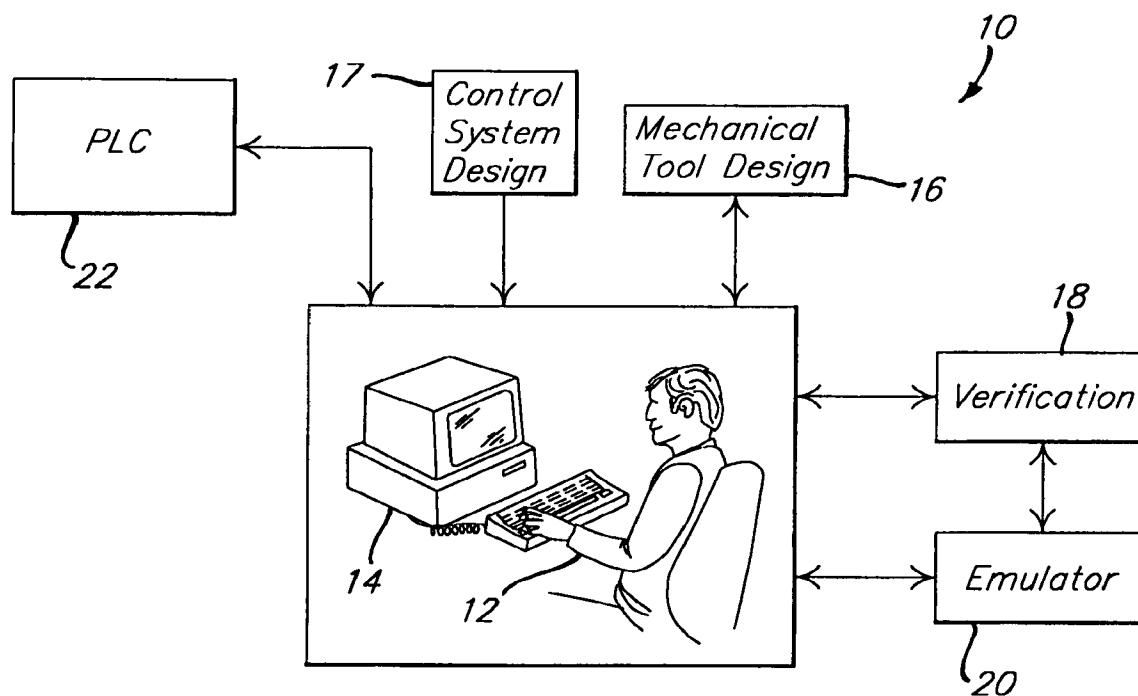 10
17
Control
System
Design
PLC
Mechanical
Tool Design
16
22
18
Verification
14
12
Emulator
20